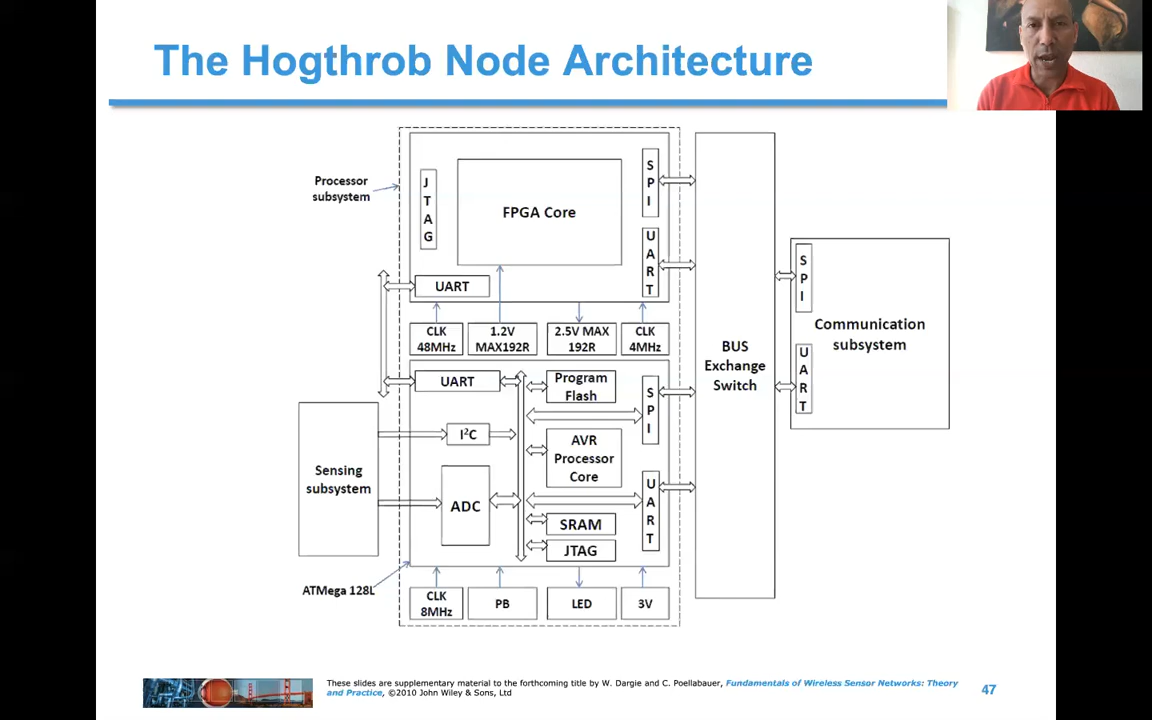 The Hogthrob Node Architecture
Processor
subsystem
J
T
A
G
FPGA Core
S
P
I
U
A
R
T
UART
CLK
48MHz
1.2V
MAX192R
2.5V MAX
192R
CLK
4MHz
BUS
Exchange
Switch
S
P
I
Communication
subsystem
U
A
R
T
UART
Program
Flash
S
P
I
I²C
AVR
Processor
Core
Sensing
subsystem
ADC
U
A
R
T
SRAM
JTAG
ATMega 128L
CLK
8MHz
PB
LED
3V
These slides are supplementary material to the forthcoming title by W. Dargie and C. Poellabauer, Fundamentals of Wireless Sensor Networks: Theory
and Practice, ©2010 John Wiley & Sons, Ltd
47